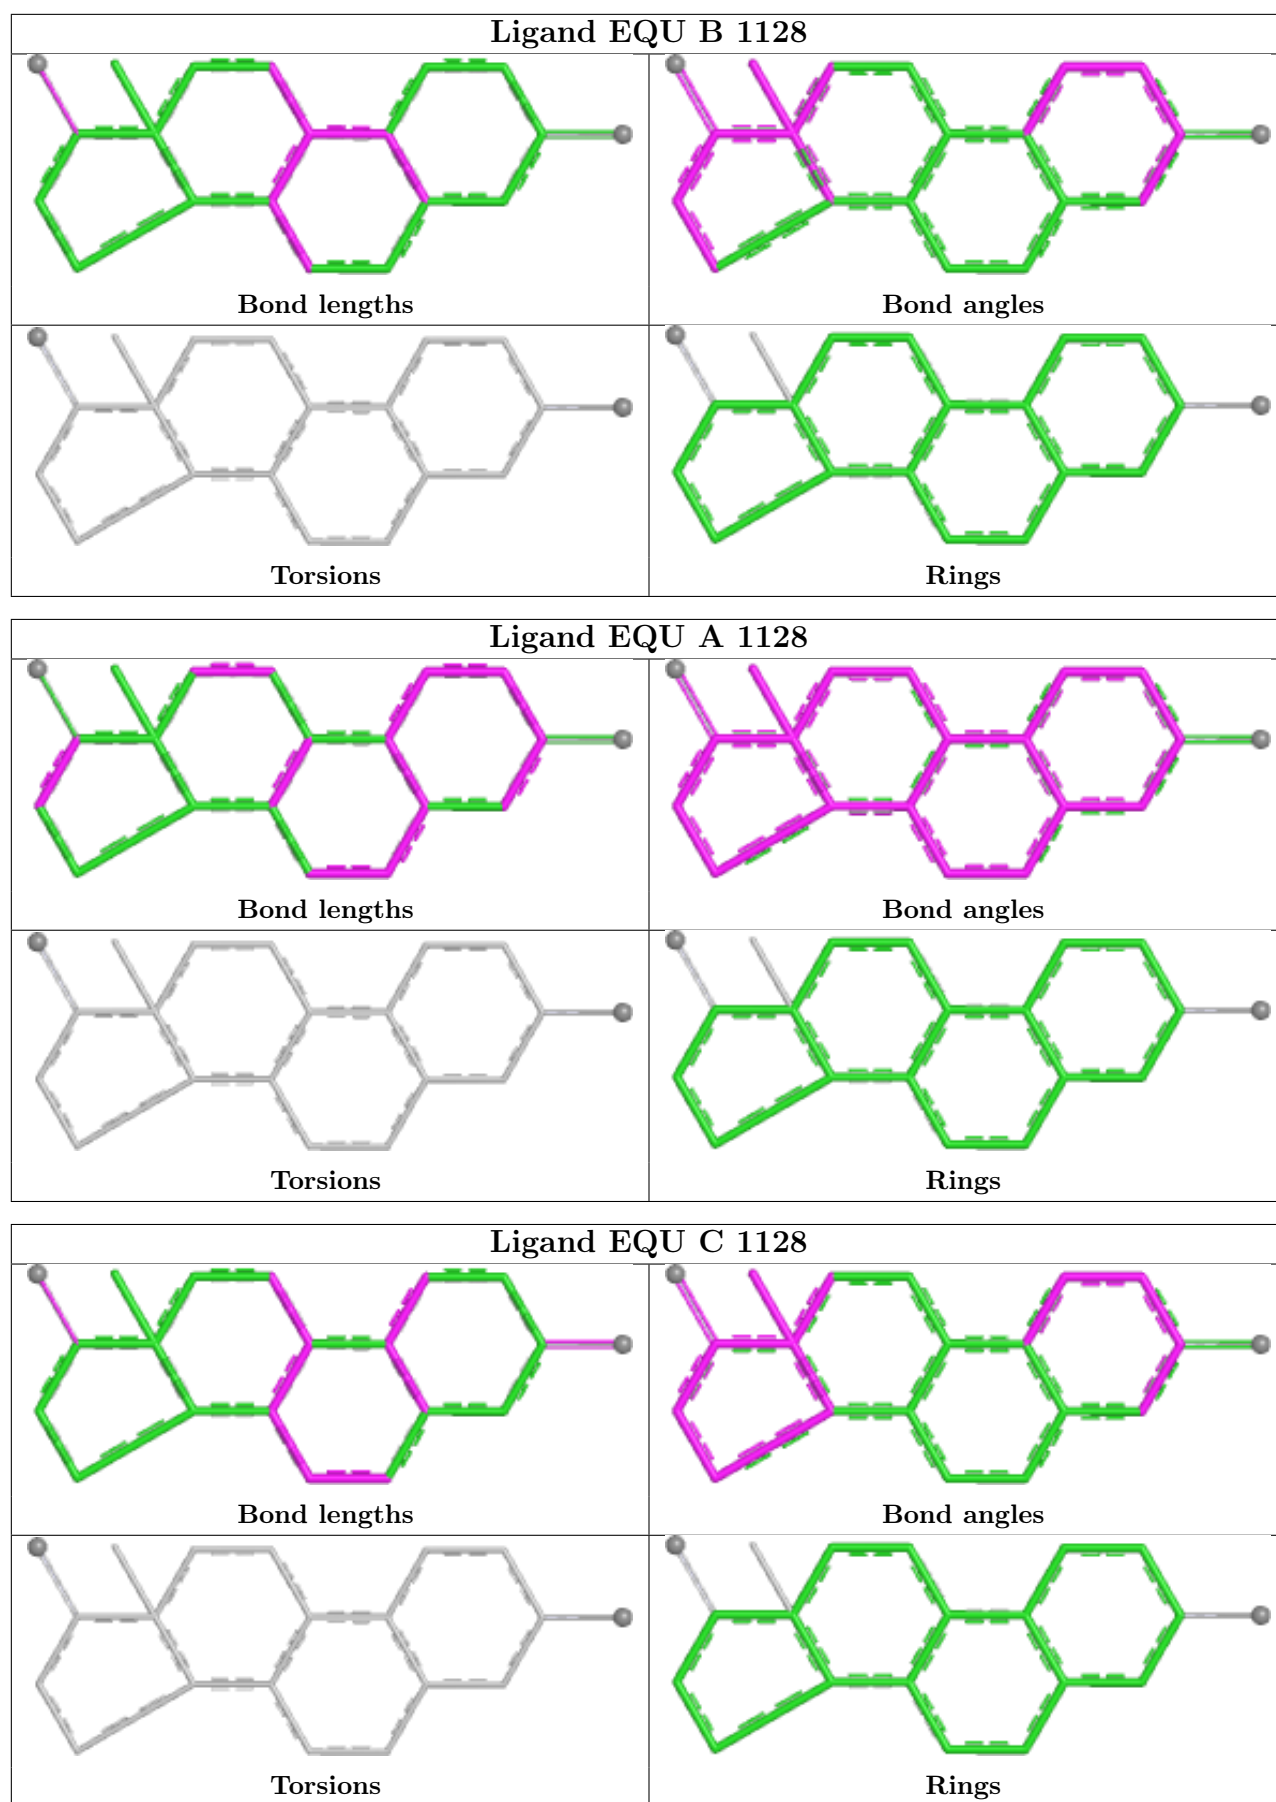 Ligand EQU B 1128
Bond lengths
Bond angles
Torsions
Rings
Ligand EQU A 1128
Bond lengths
Bond angles
Torsions
Rings
Ligand EQU C 1128
Bond lengths
Bond angles
Torsions
Rings